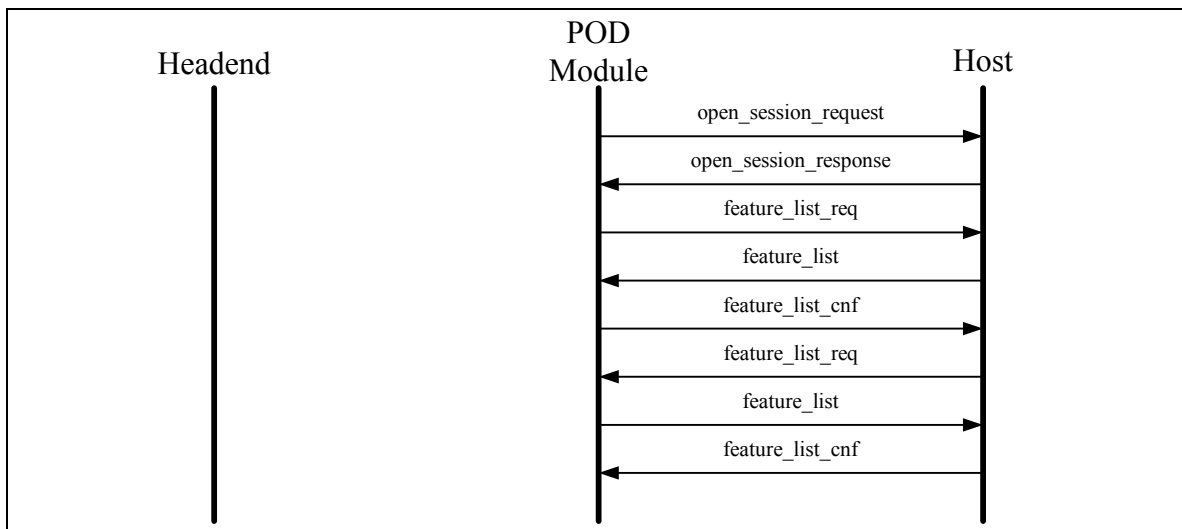 Headend
POD
Module
Host
open_session_request
open_session_response
feature_list_req
feature_list
feature_list_cnf
feature_list_req
feature_list
feature_list_cnf